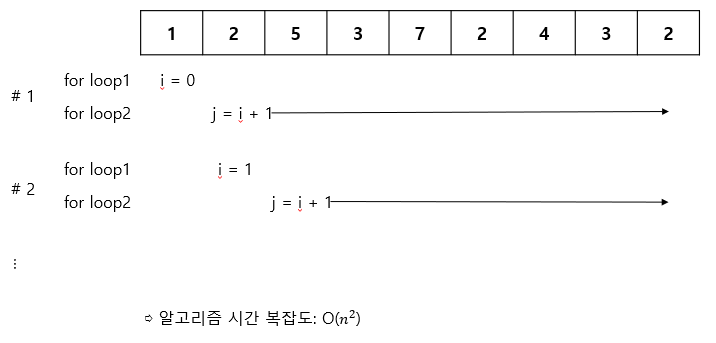 1 2 5 3 7 2 4 3 2
for loop1 i = 0
# 1
for loop2 j = i + 1
for loop1 i = 1
# 2
for loop2 j = i + 1
⋮
➩ 알고리즘 시간 복잡도: O(n²)